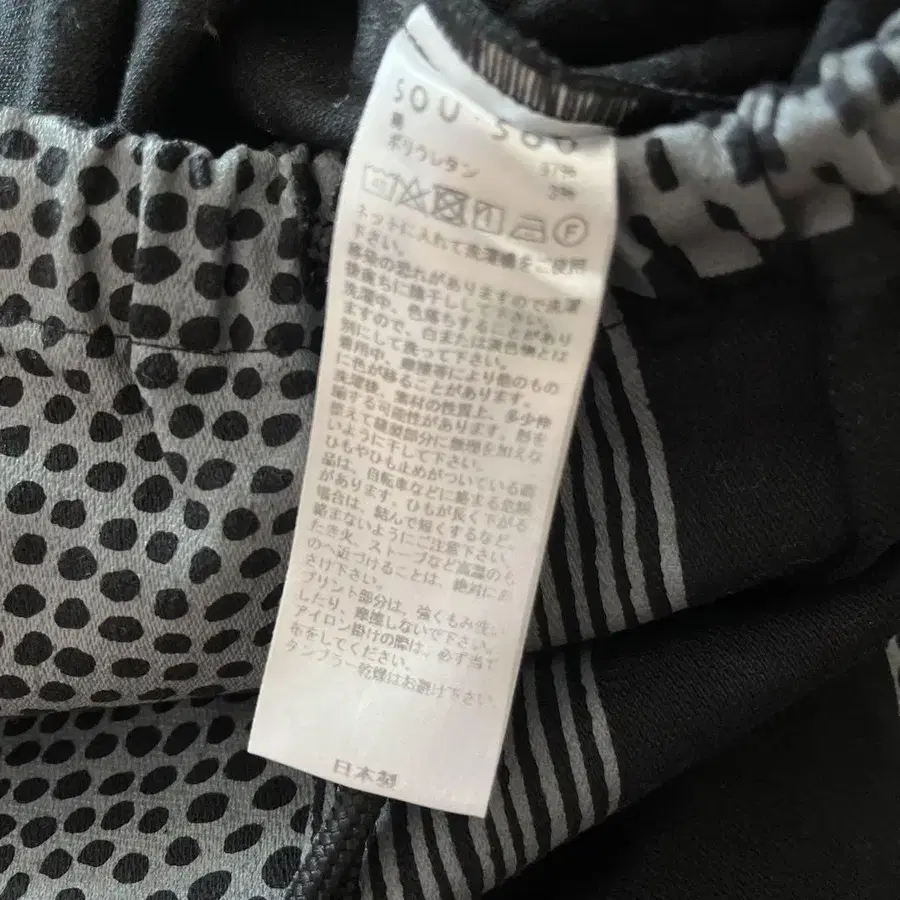 SOU・SOU
綿 97%
ポリウレタン 3%
40 F
ネットに入れて洗濯機をご使用
下さい。
移染の恐れがありますので洗濯
後直ちに陰干しして下さい。
洗濯中、色落ちすることがあり
ますので、白または淡色物とは
別にして洗って下さい。
着用中、摩擦等により他のもの
に色が移ることがあります。
洗濯後、素材の性質上、多少伸
縮する可能性があります。形を
整えて縫製部分に無理を加えな
いように干して下さい。
ひもやひも止めがついている商
品は、自転車などに絡まる危険
があります。ひもが長く下がる
場合は、結んで短くするなど、
絡まないようにご注意下さい。
たき火、ストーブなど高温のも
のへ近づけることは、絶対にお
さけ下さい。
プリント部分は、強くもみ洗い
したり、摩擦しないで下さい。
アイロン掛けの際は、必ず当て
布をしてください。
タンブラー乾燥はお避け下さい。
日本製